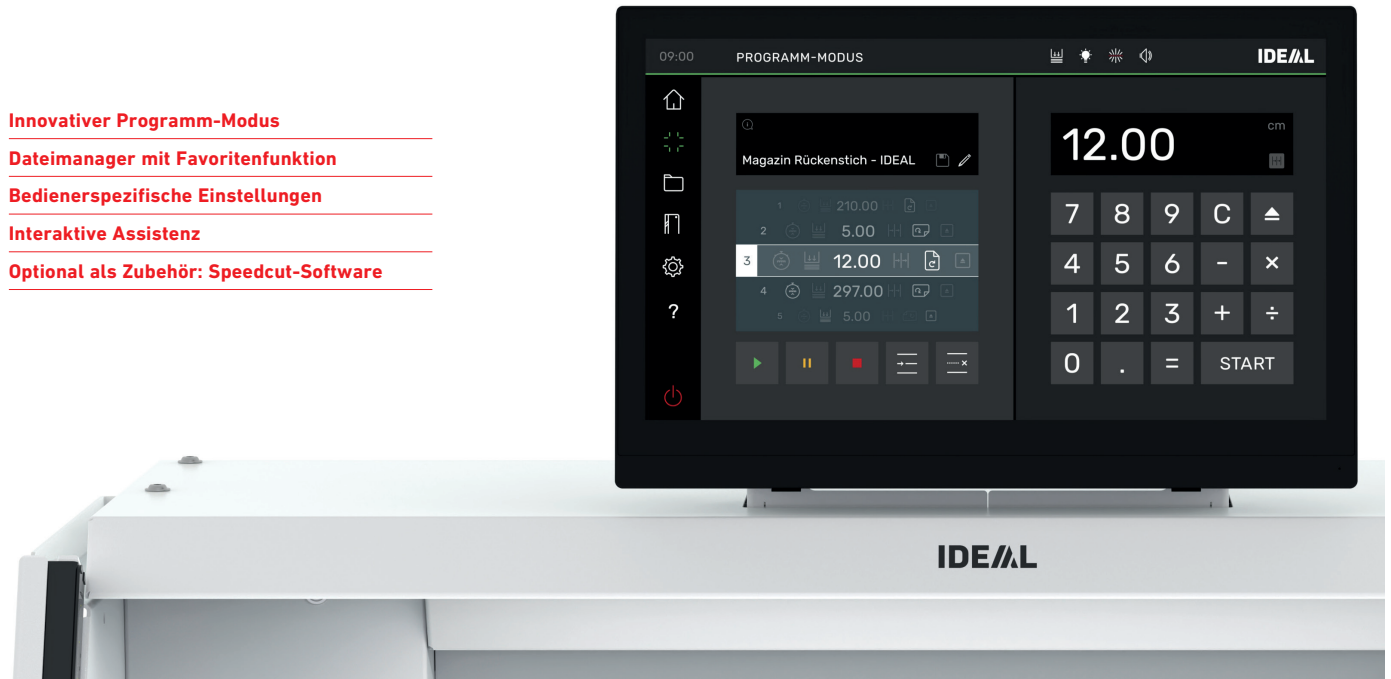 Innovativer Programm-Modus
Dateimanager mit Favoritenfunktion
Bedienerspezifische Einstellungen
Interaktive Assistenz
Optional als Zubehör: Speedcut-Software
09:00 PROGRAMM-MODUS IDEAL
Magazin Rückenstich - IDEAL
1 210.00
2 5.00
3 12.00
4 297.00
5 5.00
?
12.00 cm
7 8 9 C
4 5 6 - ×
1 2 3 + ÷
0 . = START
IDEAL